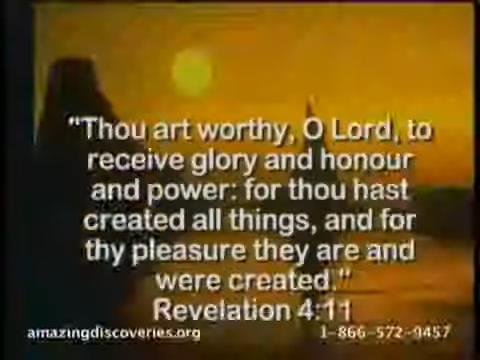 "Thou art worthy, O Lord, to
receive glory and honour
and power: for thou hast
created all things, and for
thy pleasure they are and
were created."
Revelation 4:11
amazingdiscoveries.org
1-866-572-9457